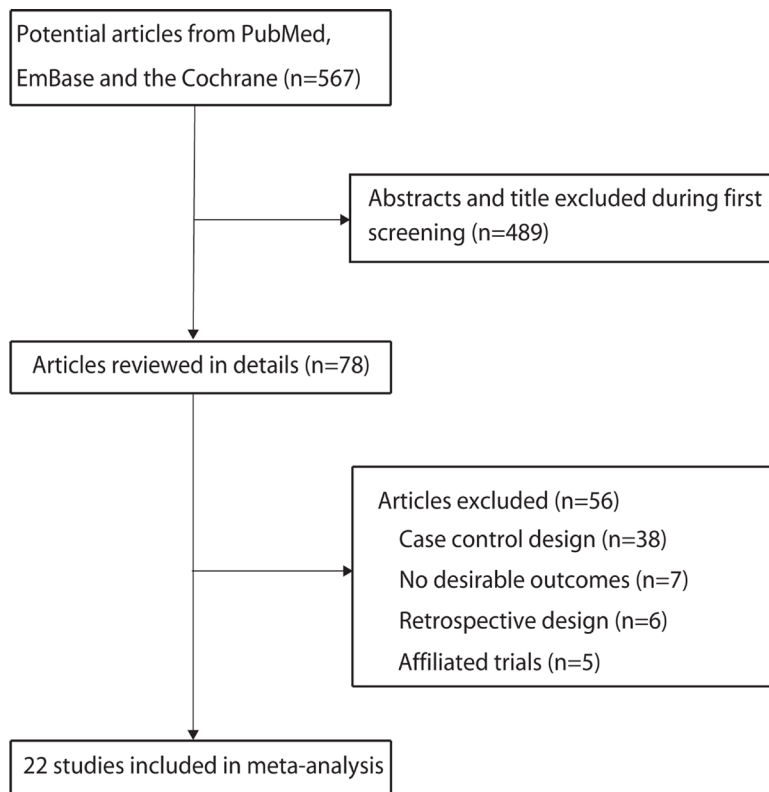 Potential articles from PubMed,
EmBase and the Cochrane (n=567)
Abstracts and title excluded during first
screening (n=489)
Articles reviewed in details (n=78)
Articles excluded (n=56)
Case control design (n=38)
No desirable outcomes (n=7)
Retrospective design (n=6)
Affiliated trials (n=5)
22 studies included in meta-analysis